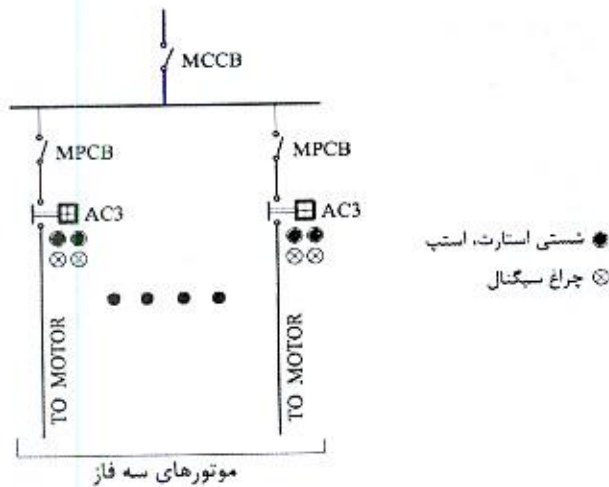 MCCB
MPCB
MPCB
AC3
AC3
شستی استارت، استپ
چراغ سیگنال
TO MOTOR
TO MOTOR
موتورهای سه فاز